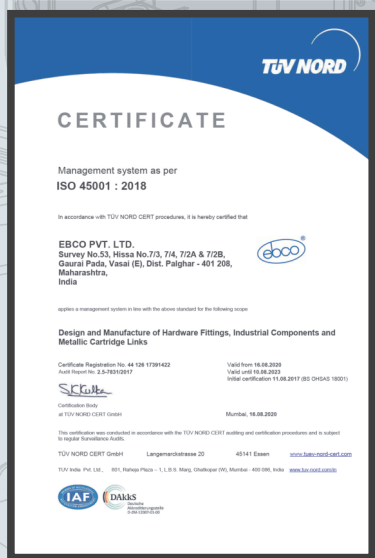 TÜV NORD
CERTIFICATE
Management system as per
ISO 45001 : 2018
In accordance with TÜV NORD CERT procedures, it is hereby certified that
EBCO PVT. LTD.
Survey No.53, Hissa No.7/3, 7/4, 7/2A & 7/2B,
Gaurai Pada, Vasai (E), Dist. Palghar - 401 208,
Maharashtra,
India
ebco
applies a management system in line with the above standard for the following scope
Design and Manufacture of Hardware Fittings, Industrial Components and
Metallic Cartridge Links
Certificate Registration No. 44 126 17391422
Audit Report No. 2.5-7631/2017
Valid from 16.08.2020
Valid until 10.08.2023
Initial certification 11.08.2017 (BS OHSAS 18001)
Certification Body
at TÜV NORD CERT GmbH
Mumbai, 16.08.2020
This certification was conducted in accordance with the TÜV NORD CERT auditing and certification procedures and is subject
to regular Surveillance Audits.
TÜV NORD CERT GmbH Langemarckstrasse 20 45141 Essen www.tuev-nord-cert.com
TÜV India Pvt. Ltd., 801, Raheja Plaza – 1, L.B.S. Marg, Ghatkopar (W), Mumbai - 400 086, India www.tuv-nord.com/in
IAF
DAkkS
Deutsche
Akkreditierungsstelle